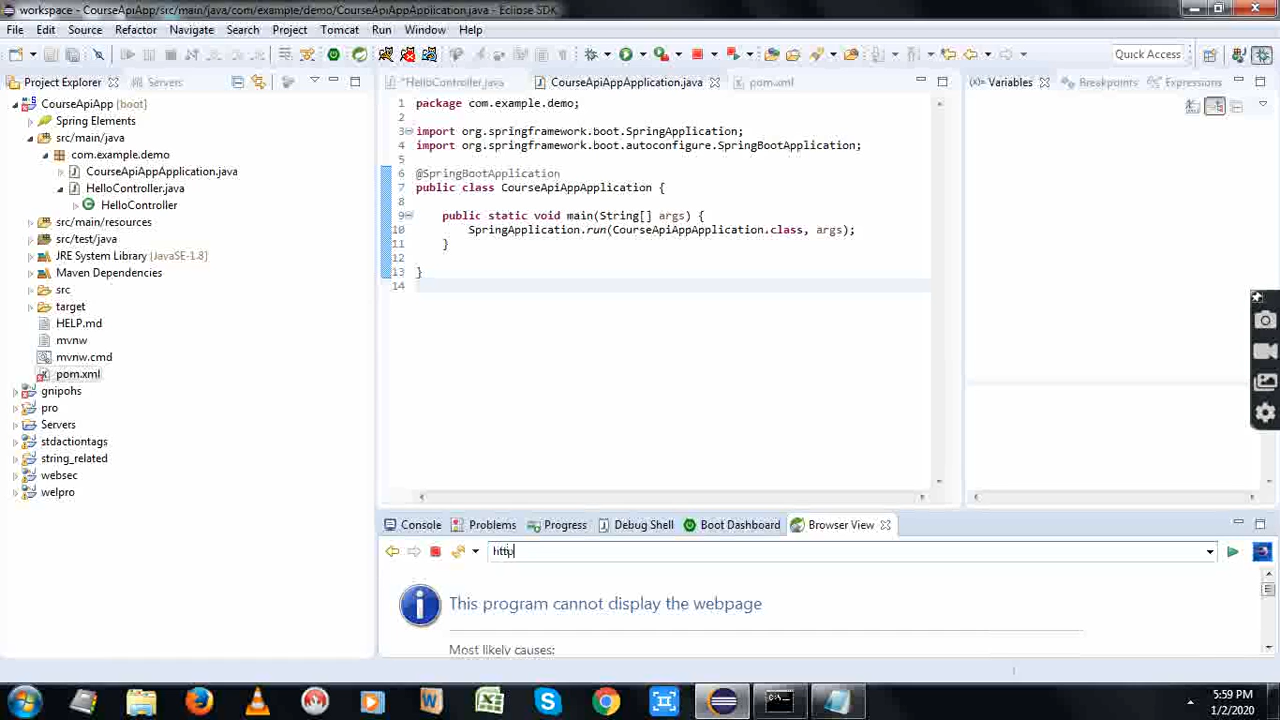 workspace - CourseApiApp/src/main/java/com/example/demo/CourseApiAppApplication.java - Eclipse SDK
File Edit Source Refactor Navigate Search Project Tomcat Run Window Help
Quick Access
Project Explorer Servers
CourseApiApp [boot]
Spring Elements
src/main/java
com.example.demo
CourseApiAppApplication.java
HelloController.java
HelloController
src/main/resources
src/test/java
JRE System Library [JavaSE-1.8]
Maven Dependencies
src
target
HELP.md
mvnw
mvnw.cmd
pom.xml
gnipohs
pro
Servers
stdactiontags
string_related
websec
welpro
*HelloController.java CourseApiAppApplication.java pom.xml
1 package com.example.demo;
2
3 import org.springframework.boot.SpringApplication;
4 import org.springframework.boot.autoconfigure.SpringBootApplication;
5
6 @SpringBootApplication
7 public class CourseApiAppApplication {
8
9 public static void main(String[] args) {
10 SpringApplication.run(CourseApiAppApplication.class, args);
11 }
12
13 }
14
(x)= Variables Breakpoints Expressions
Console Problems Progress Debug Shell Boot Dashboard Browser View
http
This program cannot display the webpage
Most likely causes:
5:59 PM
1/2/2020